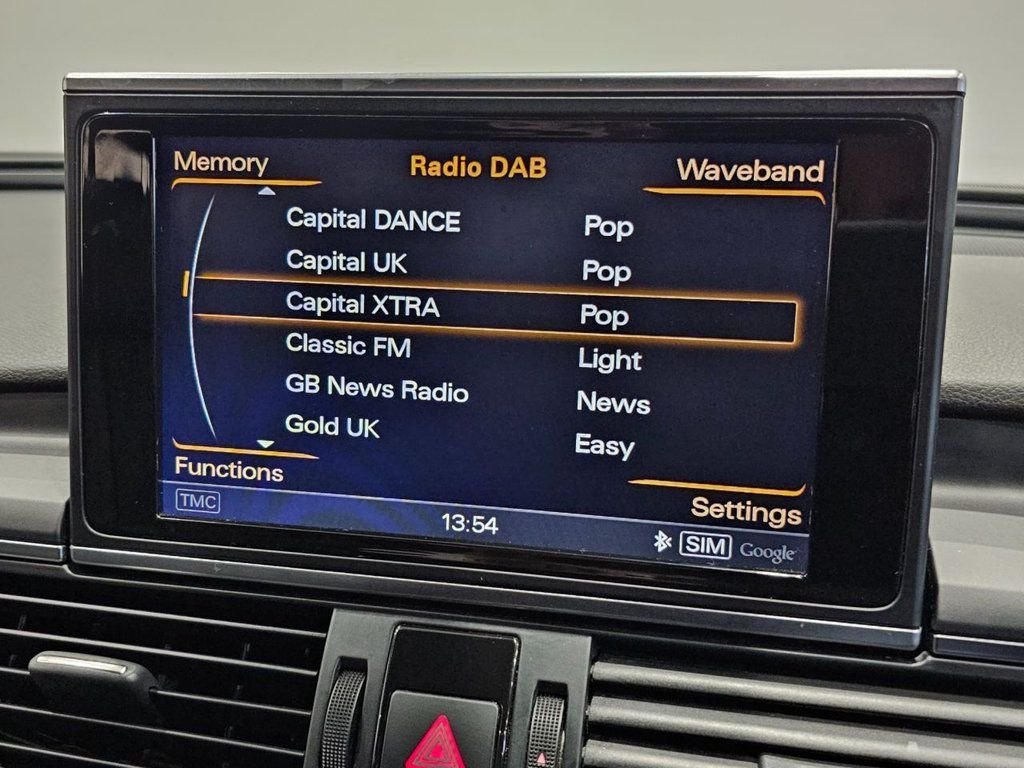 Memory Radio DAB Waveband
Capital DANCE Pop
Capital UK Pop
Capital XTRA Pop
Classic FM Light
GB News Radio News
Gold UK Easy
Functions Settings
TMC 13:54 SIM Google